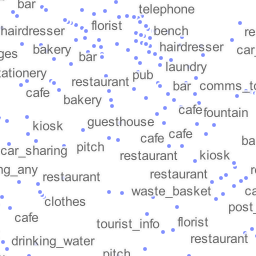 bar
telephone
florist
hairdresser
bench
re
bakery
hairdresser
car_
ges
bar
laundry
tationery
pub
restaurant
bar
comms_to
cafe
bakery
cafe
fountain
guesthouse
kiosk
cafe
cafe
ba
car_sharing
pitch
restaurant
kiosk
ng_any
restaurant
restaurant
r
waste_basket
ca
clothes
post_
cafe
tourist_info
florist
drinking_water
restaurant
pitch